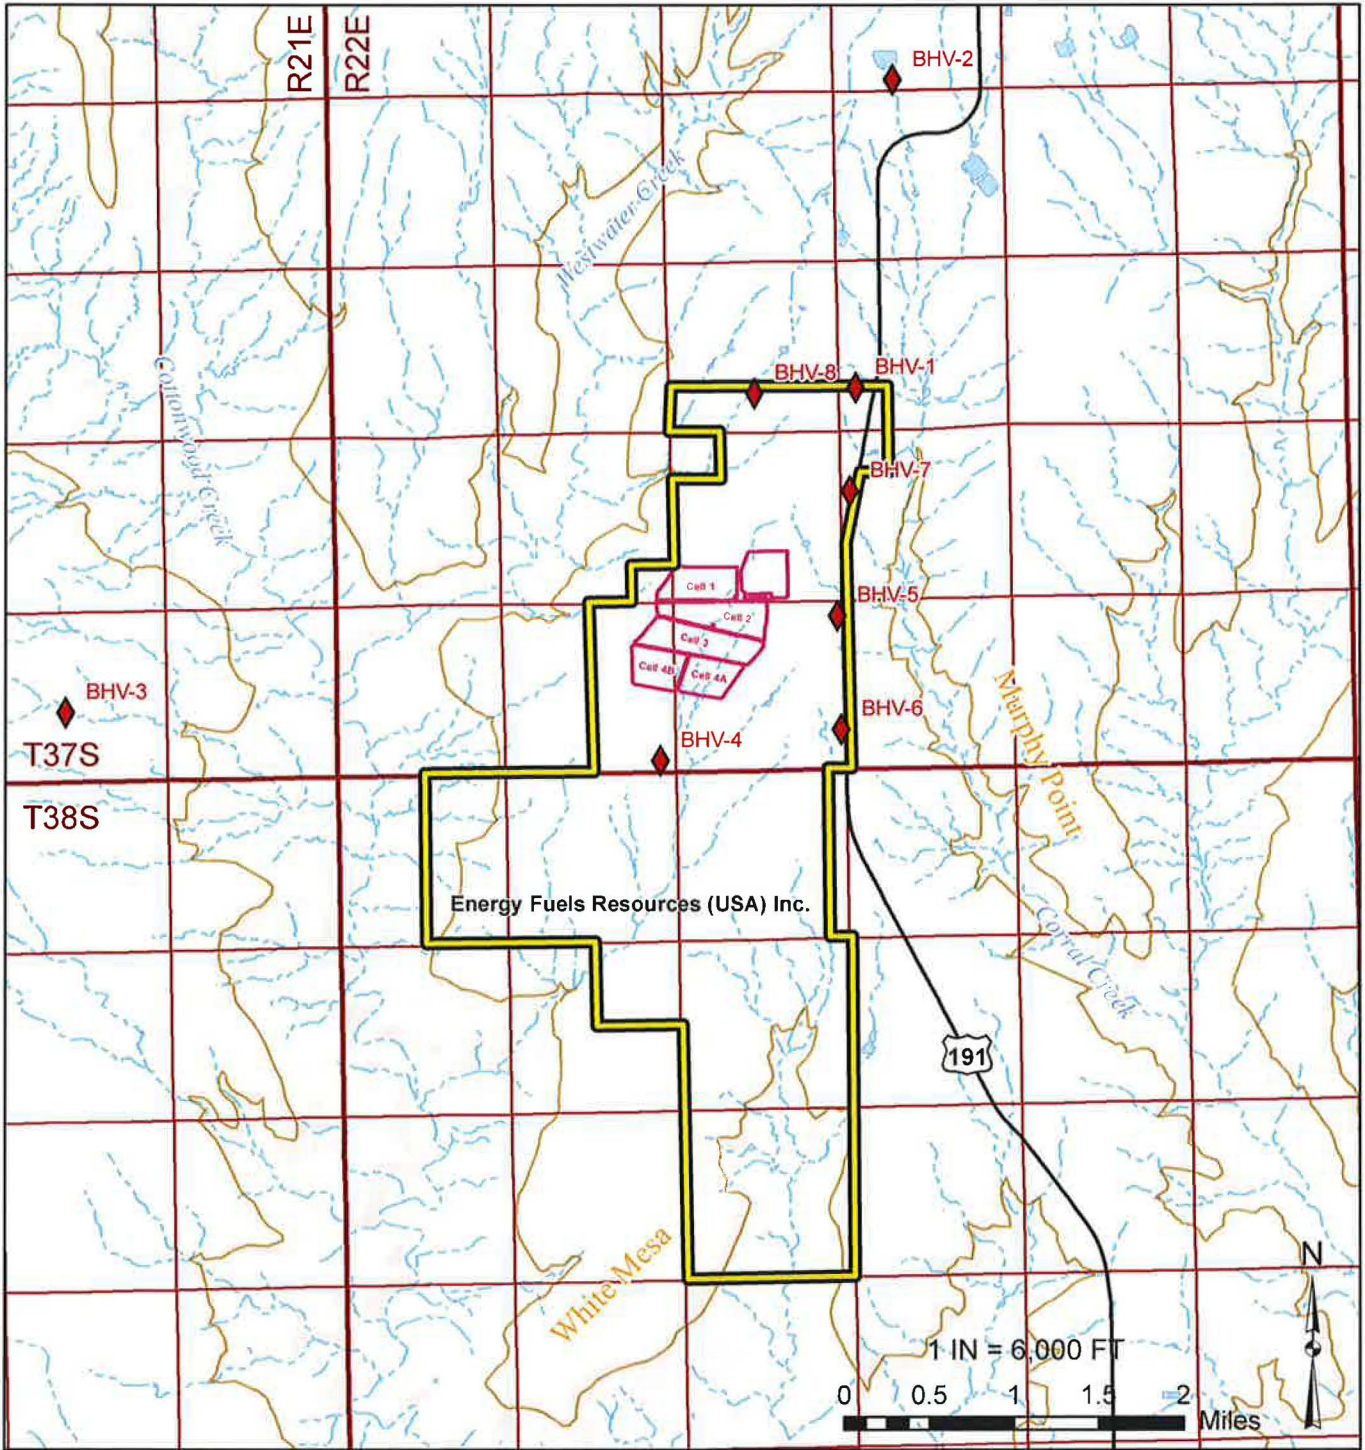 R21E
R22E
BHV-2
Westwater Creek
Cottonwood Creek
BHV-8
BHV-1
BHV-7
Cell 1
BHV-5
Cell 2
Cell 3
Cell 4B
Cell 4A
BHV-3
BHV-6
BHV-4
Murphy Point
T37S
T38S
Energy Fuels Resources (USA) Inc.
Corral Creek
191
White Mesa
N
1 IN = 6,000 FT
0 0.5 1 1.5 2
Miles